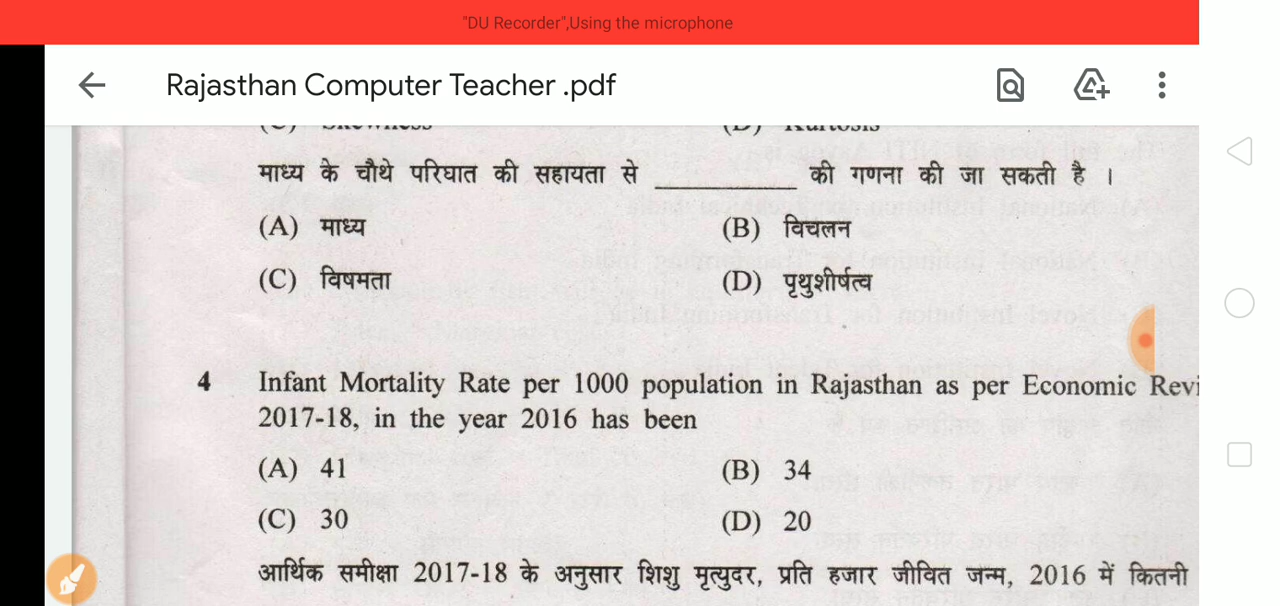 "DU Recorder",Using the microphone
Rajasthan Computer Teacher .pdf
(C) Skewness (D) Kurtosis
माध्य के चौथे परिघात की सहायता से __________ की गणना की जा सकती है ।
(A) माध्य (B) विचलन
(C) विषमता (D) पृथुशीर्षत्व
4 Infant Mortality Rate per 1000 population in Rajasthan as per Economic Revi
2017-18, in the year 2016 has been
(A) 41 (B) 34
(C) 30 (D) 20
आर्थिक समीक्षा 2017-18 के अनुसार शिशु मृत्युदर, प्रति हजार जीवित जन्म, 2016 में कितनी